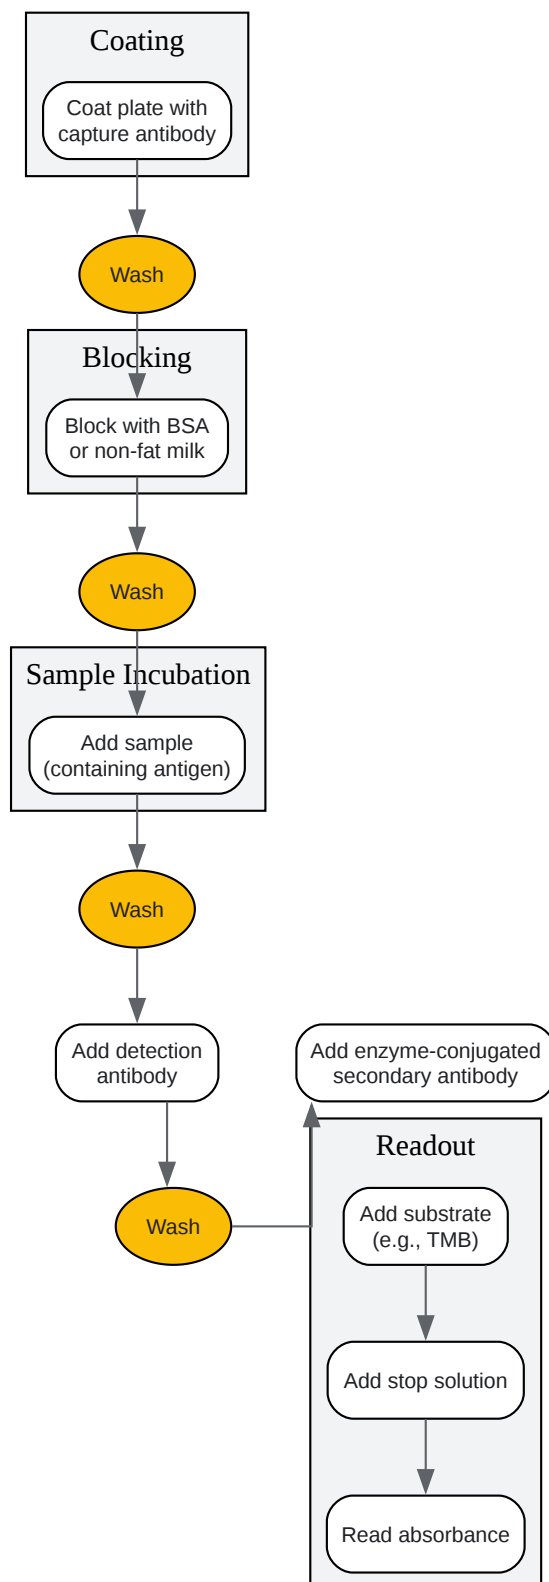 Coating
Coat plate with
capture antibody
Wash
Blocking
Block with BSA
or non-fat milk
Wash
Sample Incubation
Add sample
(containing antigen)
Wash
Add detection
antibody
Add enzyme-conjugated
secondary antibody
Wash
Readout
Add substrate
(e.g., TMB)
Add stop solution
Read absorbance